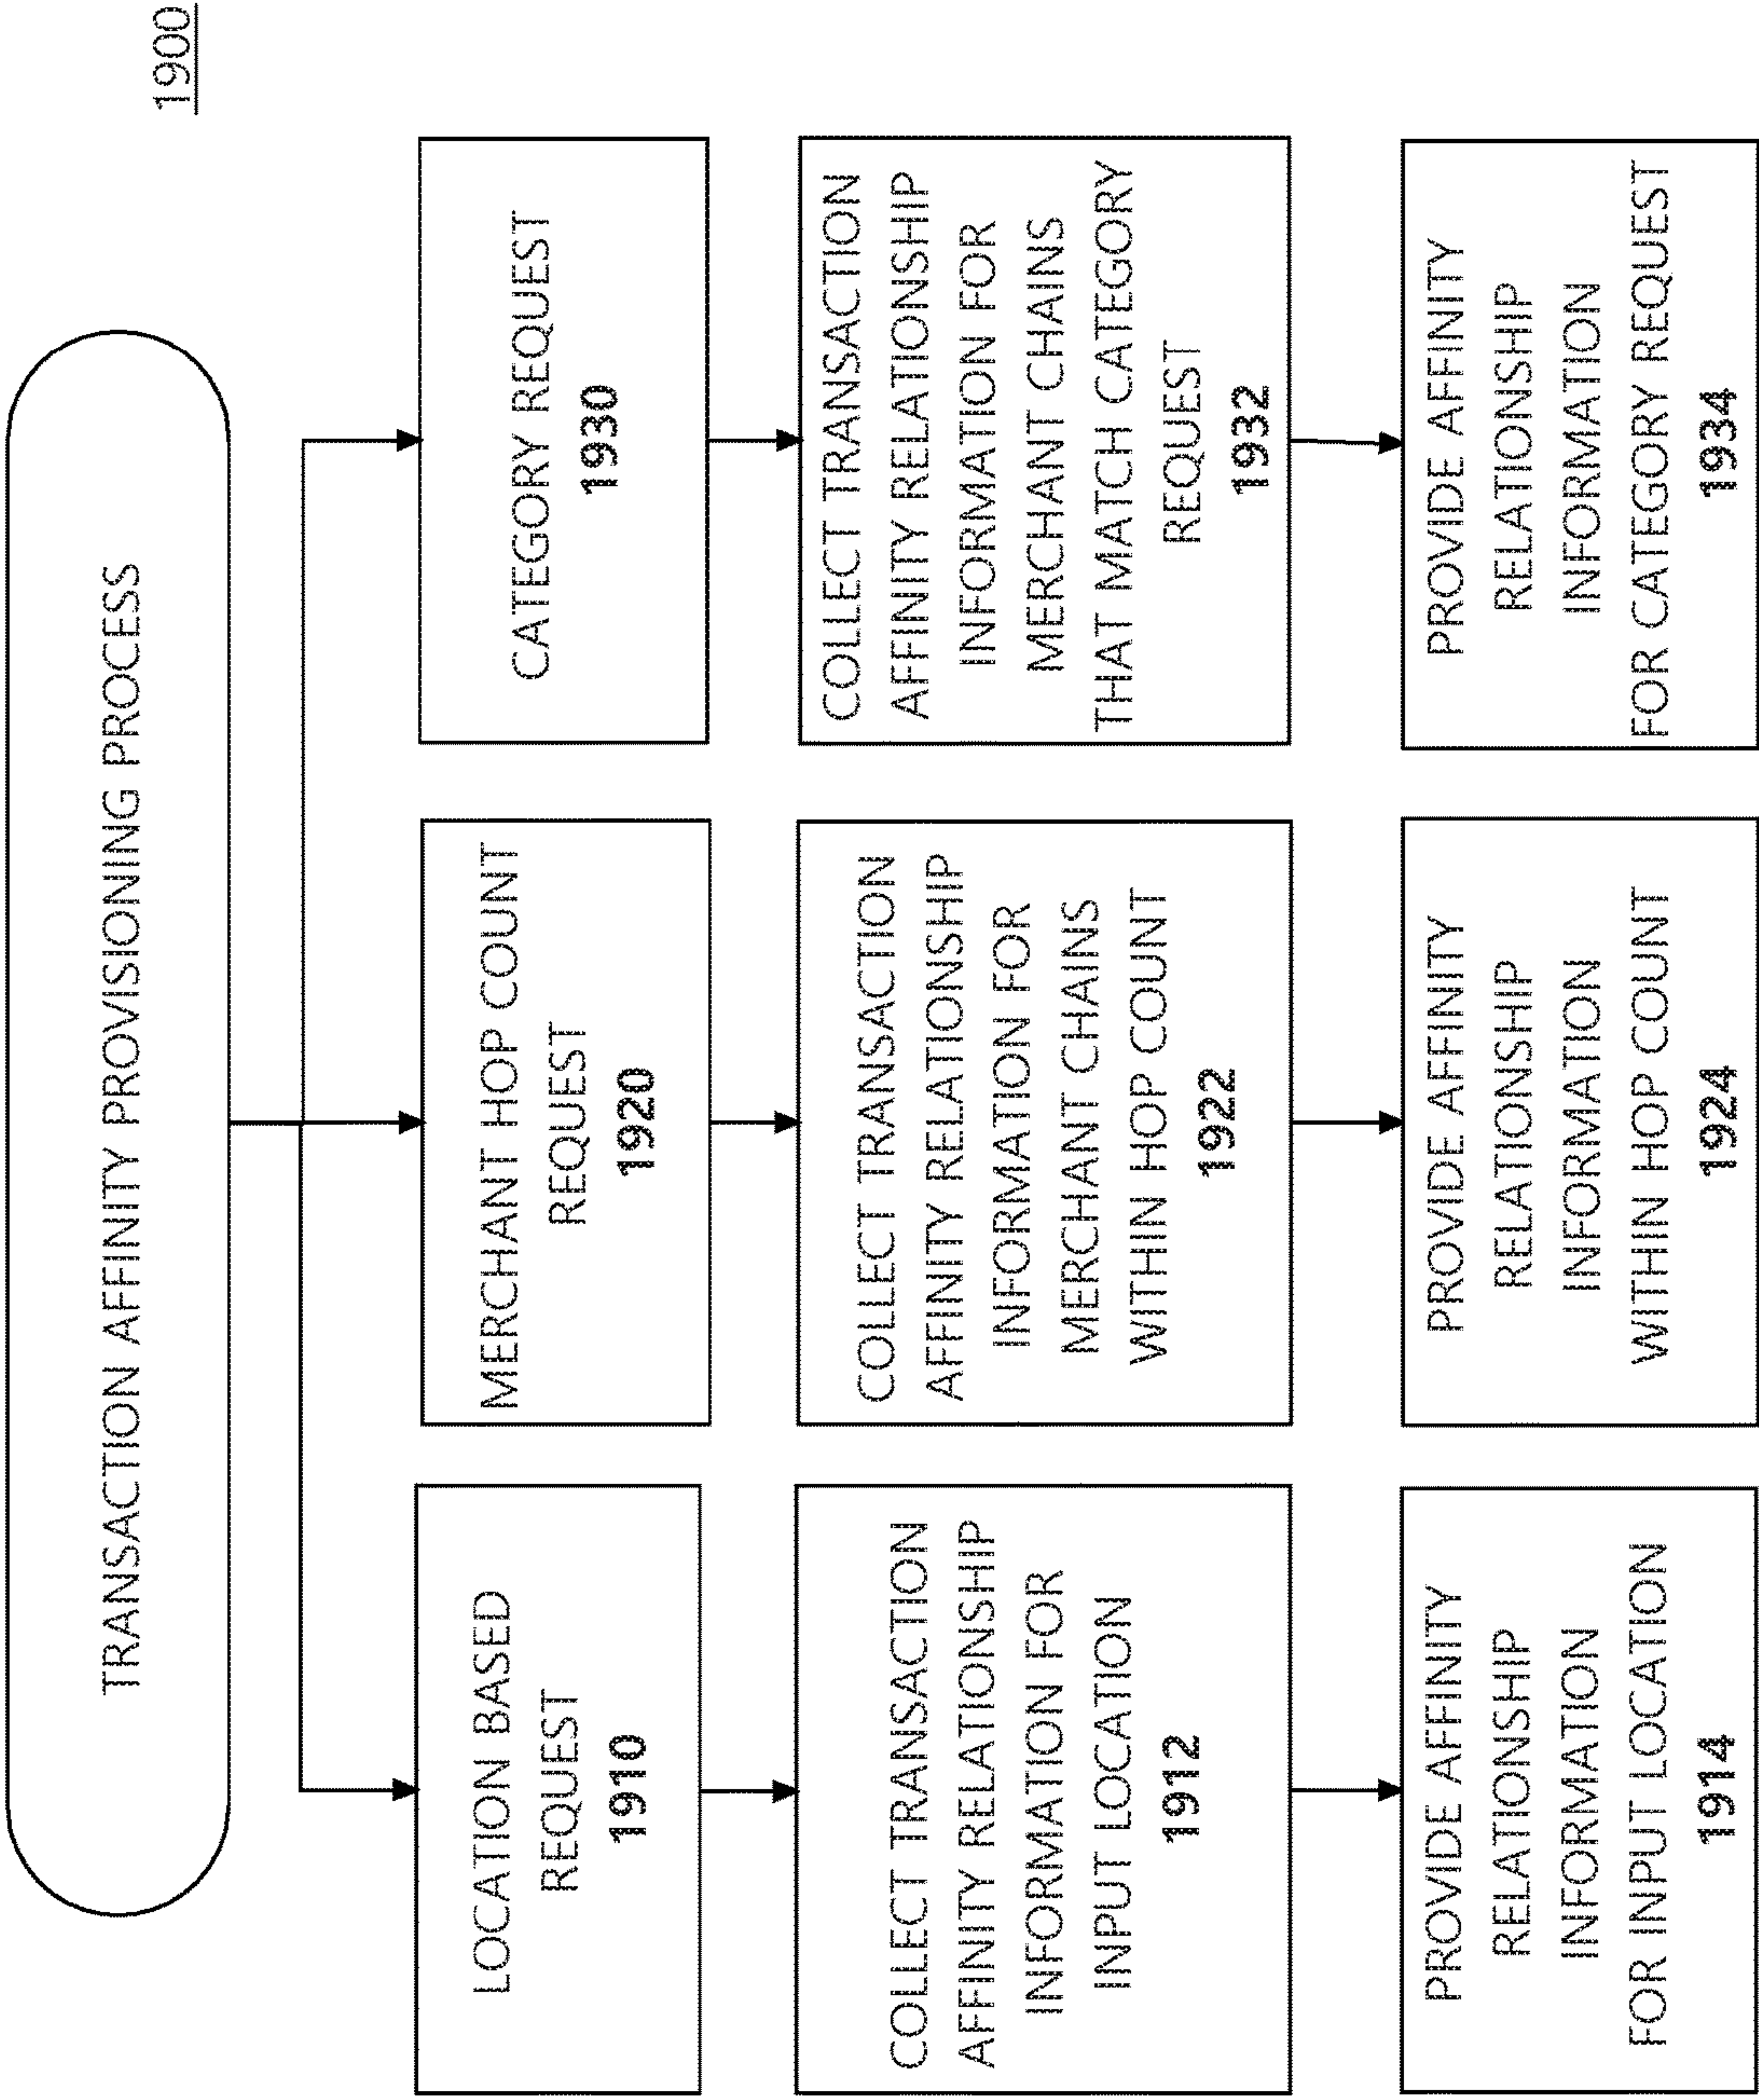 1900
TRANSACTION AFFINITY PROVISIONING PROCESS
LOCATION BASED
REQUEST
1910
COLLECT TRANSACTION
AFFINITY RELATIONSHIP
INFORMATION FOR
INPUT LOCATION
1912
PROVIDE AFFINITY
RELATIONSHIP
INFORMATION
FOR INPUT LOCATION
1914
MERCHANT HOP COUNT
REQUEST
1920
COLLECT TRANSACTION
AFFINITY RELATIONSHIP
INFORMATION FOR
MERCHANT CHAINS
WITHIN HOP COUNT
1922
PROVIDE AFFINITY
RELATIONSHIP
INFORMATION
WITHIN HOP COUNT
1924
CATEGORY REQUEST
1930
COLLECT TRANSACTION
AFFINITY RELATIONSHIP
INFORMATION FOR
MERCHANT CHAINS
THAT MATCH CATEGORY
REQUEST
1932
PROVIDE AFFINITY
RELATIONSHIP
INFORMATION
FOR CATEGORY REQUEST
1934